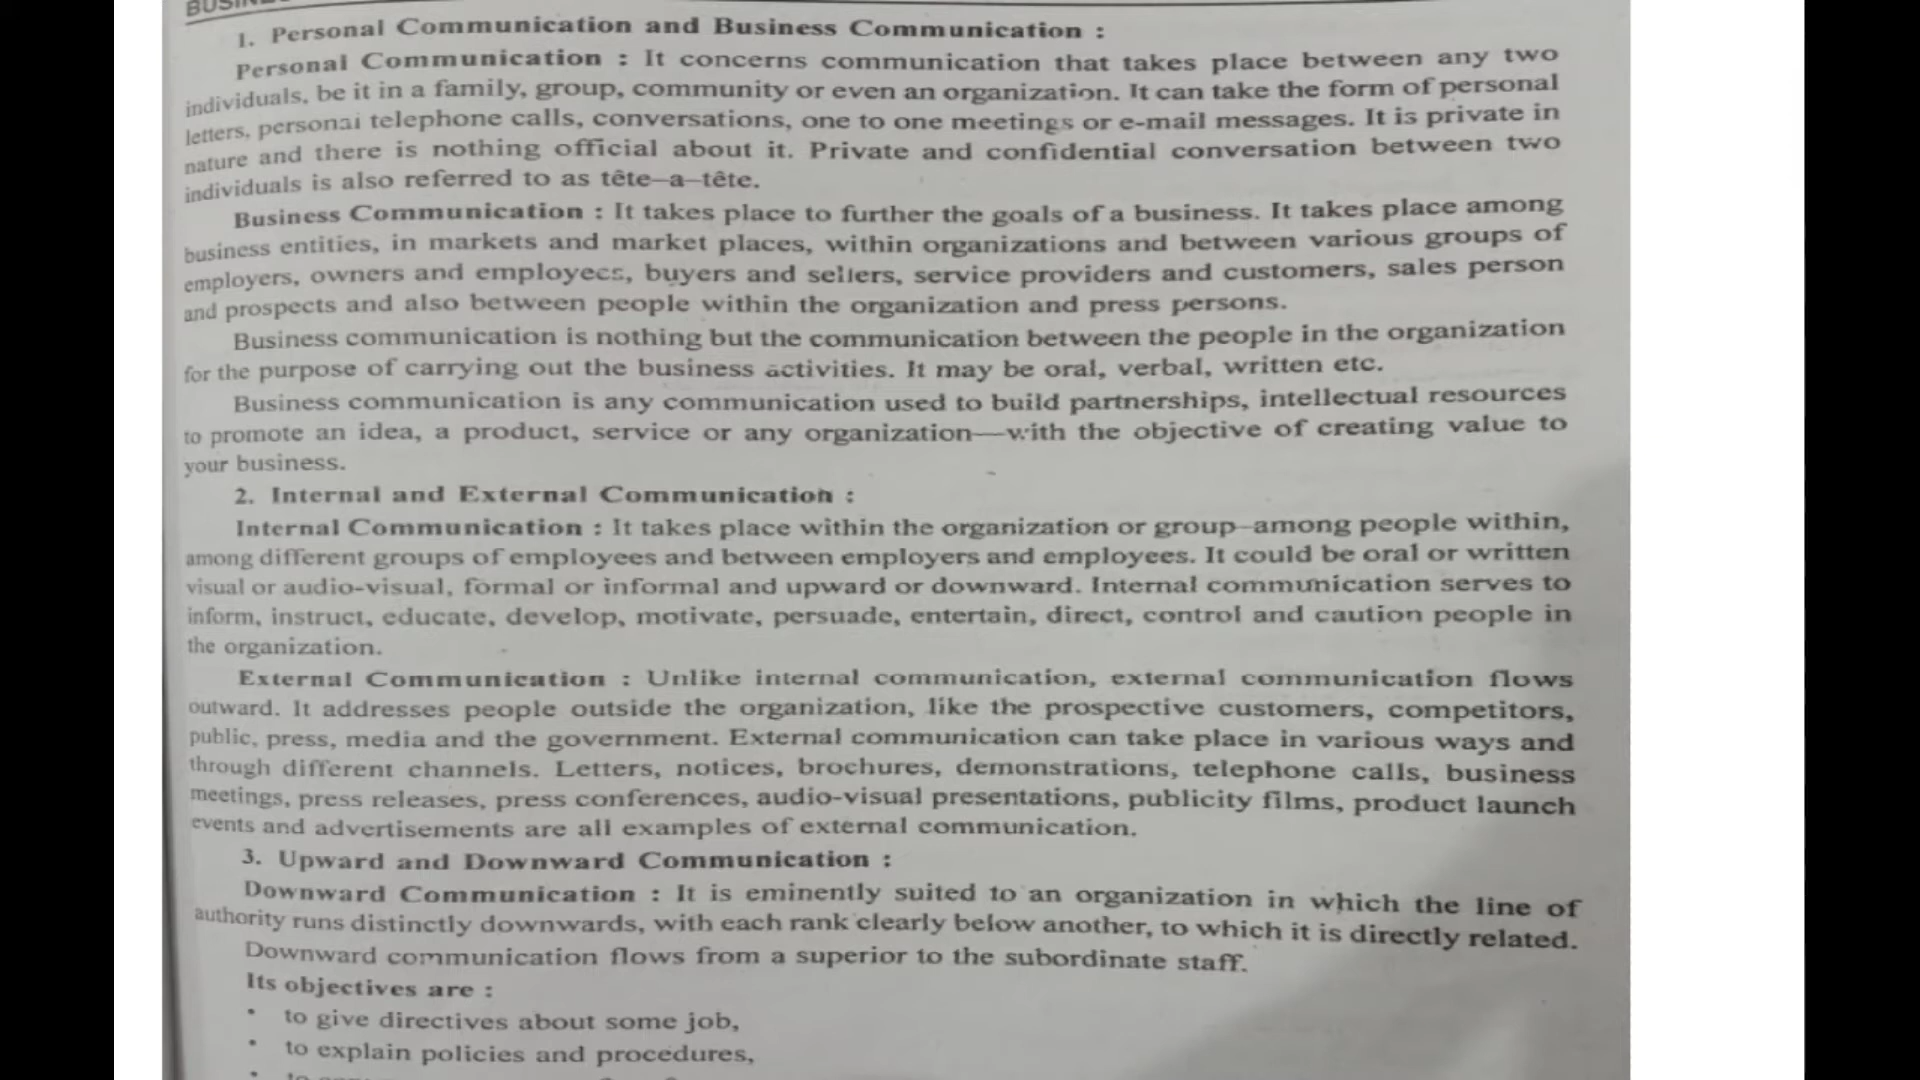 1. Personal Communication and Business Communication :
Personal Communication : It concerns communication that takes place between any two
individuals, be it in a family, group, community or even an organization. It can take the form of personal
letters, personal telephone calls, conversations, one to one meetings or e-mail messages. It is private in
nature and there is nothing official about it. Private and confidential conversation between two
individuals is also referred to as tête–a–tête.
Business Communication : It takes place to further the goals of a business. It takes place among
business entities, in markets and market places, within organizations and between various groups of
employers, owners and employees, buyers and sellers, service providers and customers, sales person
and prospects and also between people within the organization and press persons.
Business communication is nothing but the communication between the people in the organization
for the purpose of carrying out the business activities. It may be oral, verbal, written etc.
Business communication is any communication used to build partnerships, intellectual resources
to promote an idea, a product, service or any organization—with the objective of creating value to
your business.
2. Internal and External Communication :
Internal Communication : It takes place within the organization or group–among people within,
among different groups of employees and between employers and employees. It could be oral or written
visual or audio-visual, formal or informal and upward or downward. Internal communication serves to
inform, instruct, educate, develop, motivate, persuade, entertain, direct, control and caution people in
the organization.
External Communication : Unlike internal communication, external communication flows
outward. It addresses people outside the organization, like the prospective customers, competitors,
public, press, media and the government. External communication can take place in various ways and
through different channels. Letters, notices, brochures, demonstrations, telephone calls, business
meetings, press releases, press conferences, audio-visual presentations, publicity films, product launch
events and advertisements are all examples of external communication.
3. Upward and Downward Communication :
Downward Communication : It is eminently suited to an organization in which the line of
authority runs distinctly downwards, with each rank clearly below another, to which it is directly related.
Downward communication flows from a superior to the subordinate staff.
Its objectives are :
• to give directives about some job,
• to explain policies and procedures,